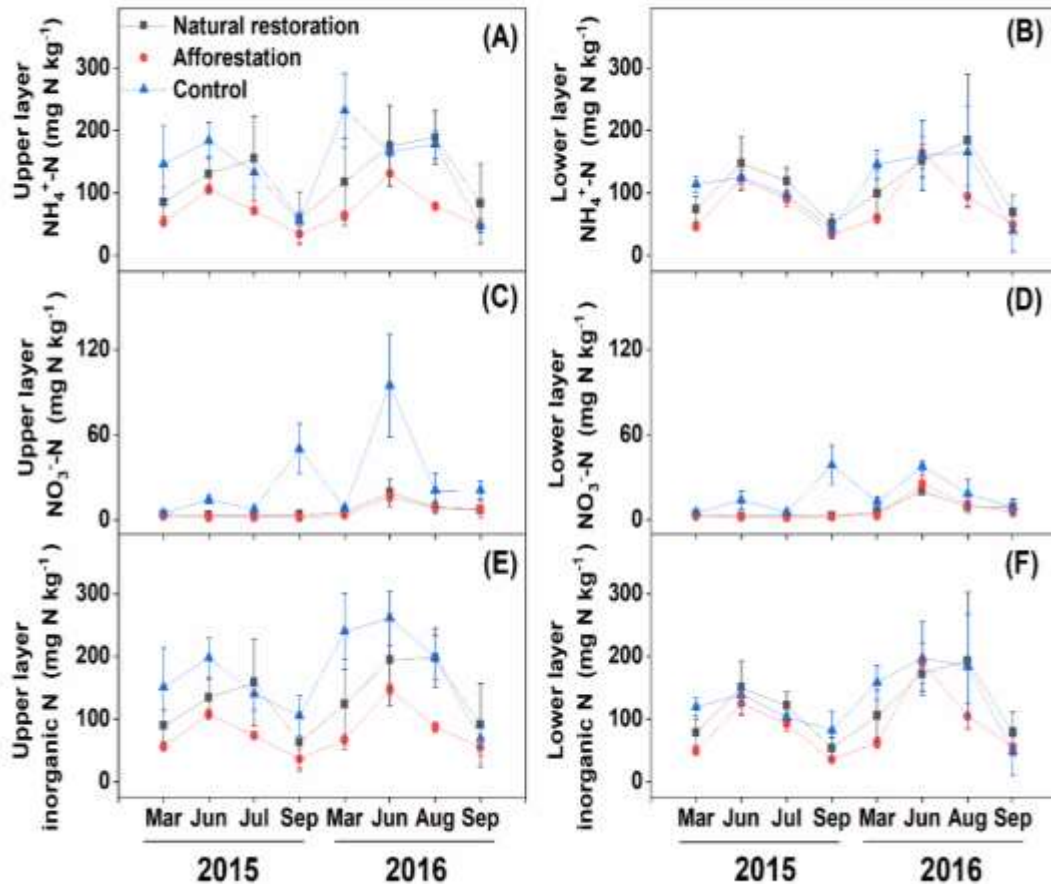 Natural restoration
Afforestation
Control
(A)
Upper layer
NH₄⁺-N (mg N kg⁻¹)
300
200
100
0
(B)
Lower layer
NH₄⁺-N (mg N kg⁻¹)
300
200
100
0
(C)
Upper layer
NO₃⁻-N (mg N kg⁻¹)
120
60
0
(D)
Lower layer
NO₃⁻-N (mg N kg⁻¹)
120
60
0
(E)
Upper layer
inorganic N (mg N kg⁻¹)
300
200
100
0
(F)
Lower layer
inorganic N (mg N kg⁻¹)
300
200
100
0
Mar Jun Jul Sep Mar Jun Aug Sep
2015 2016
Mar Jun Jul Sep Mar Jun Aug Sep
2015 2016